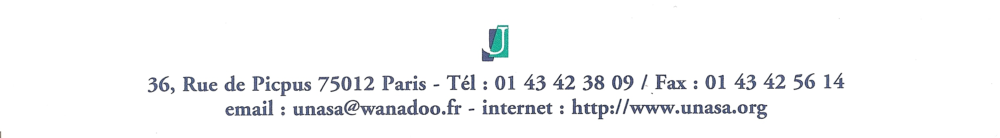 J
36, Rue de Picpus 75012 Paris - Tél : 01 43 42 38 09 / Fax : 01 43 42 56 14
email : unasa@wanadoo.fr - internet : http://www.unasa.org